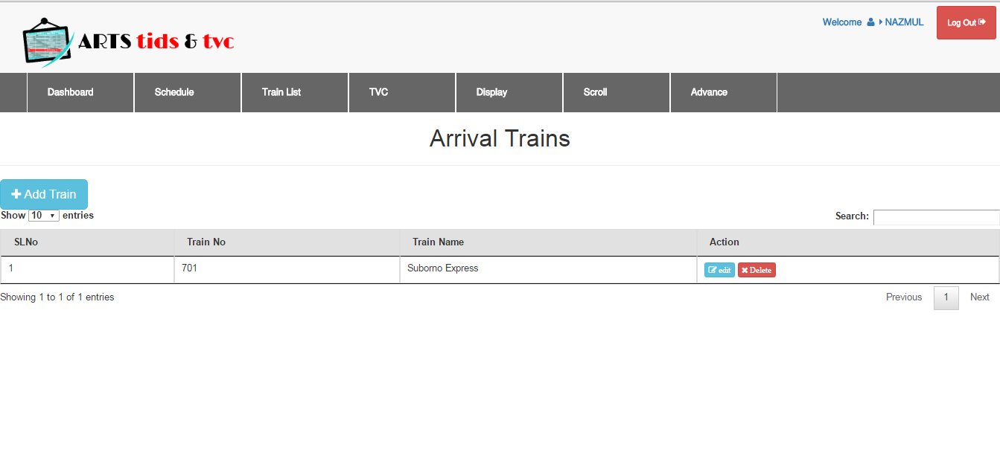 ARTS tids & tvc
Welcome NAZMUL
Log Out
Dashboard Schedule Train List TVC Display Scroll Advance
Arrival Trains
Add Train
Show 10 entries
Search:
SLNo Train No Train Name Action
1 701 Suborno Express edit Delete
Showing 1 to 1 of 1 entries
Previous 1 Next